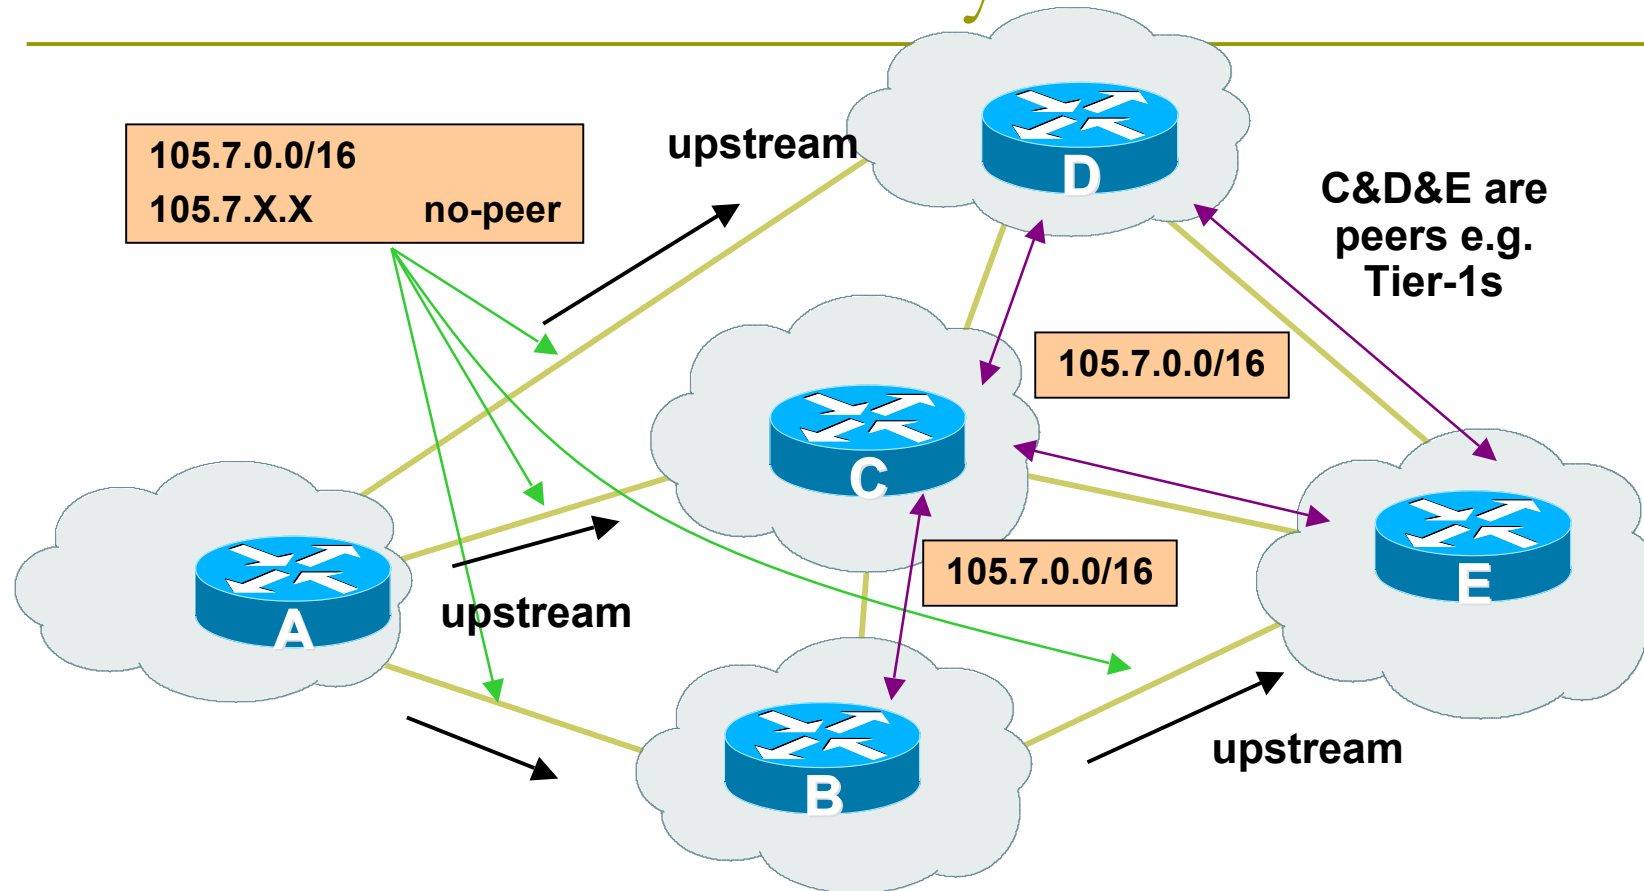 upstream
D
105.7.0.0/16
105.7.X.X no-peer
C&D&E are
peers e.g.
Tier-1s
105.7.0.0/16
C
105.7.0.0/16
E
A
upstream
B
upstream